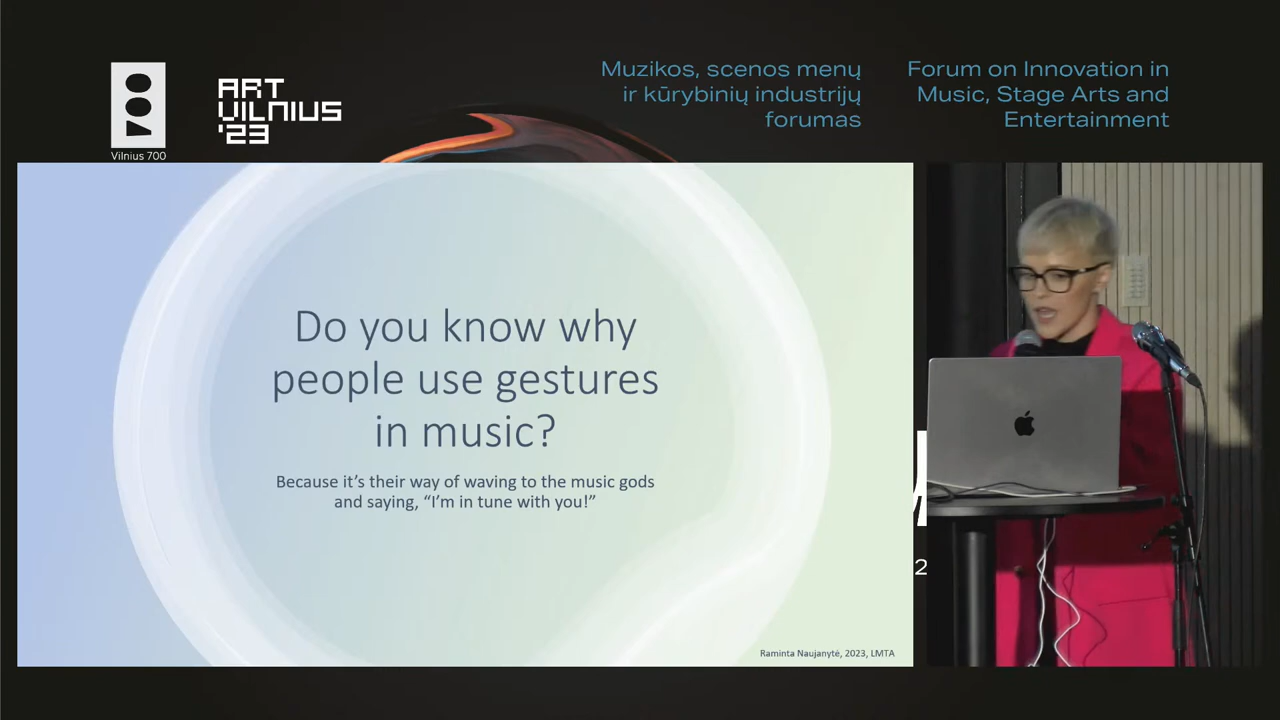 Vilnius 700
ART
VILNIUS
'23
Muzikos, scenos menų
ir kūrybinių industrijų
forumas
Forum on Innovation in
Music, Stage Arts and
Entertainment
Do you know why
people use gestures
in music?
Because it's their way of waving to the music gods
and saying, “I'm in tune with you!”
Raminta Naujanytė, 2023, LMTA
2